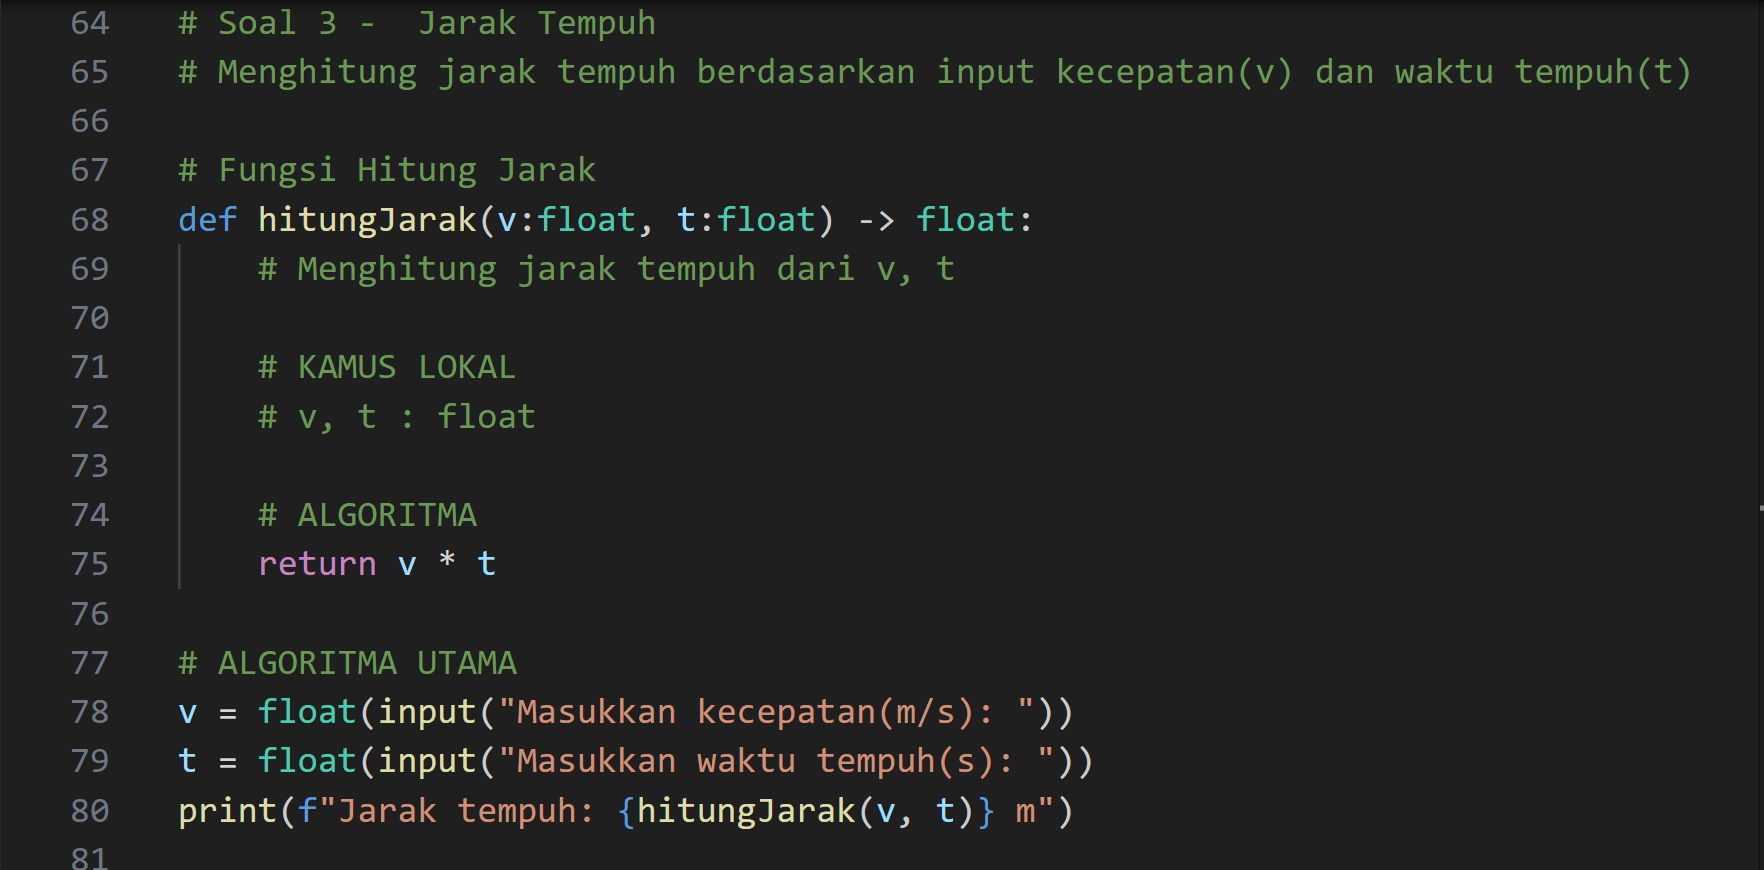 64 # Soal 3 -  Jarak Tempuh
65 # Menghitung jarak tempuh berdasarkan input kecepatan(v) dan waktu tempuh(t)
66
67 # Fungsi Hitung Jarak
68 def hitungJarak(v:float, t:float) -> float:
69     # Menghitung jarak tempuh dari v, t
70
71     # KAMUS LOKAL
72     # v, t : float
73
74     # ALGORITMA
75     return v * t
76
77 # ALGORITMA UTAMA
78 v = float(input("Masukkan kecepatan(m/s): "))
79 t = float(input("Masukkan waktu tempuh(s): "))
80 print(f"Jarak tempuh: {hitungJarak(v, t)} m")
81